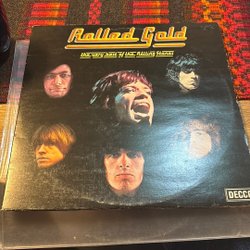 Rolled Gold
THE VERY BEST OF THE ROLLING STONES
DECCA